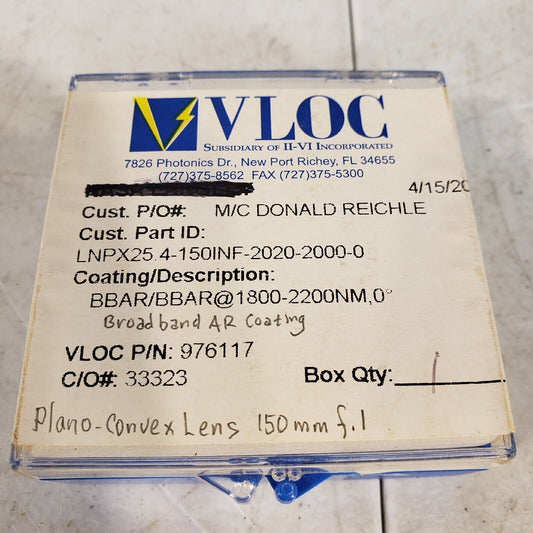 VLOC
SUBSIDIARY OF II-VI INCORPORATED
7826 Photonics Dr., New Port Richey, FL 34655
(727)375-8562 FAX (727)375-5300
4/15/20
Cust. P/O#: M/C DONALD REICHLE
Cust. Part ID:
LNPX25.4-150INF-2020-2000-0
Coating/Description:
BBAR/BBAR@1800-2200NM,0°
Broadband AR Coating
VLOC P/N: 976117
C/O#: 33323 Box Qty: 1
Plano-Convex Lens 150mm f.l